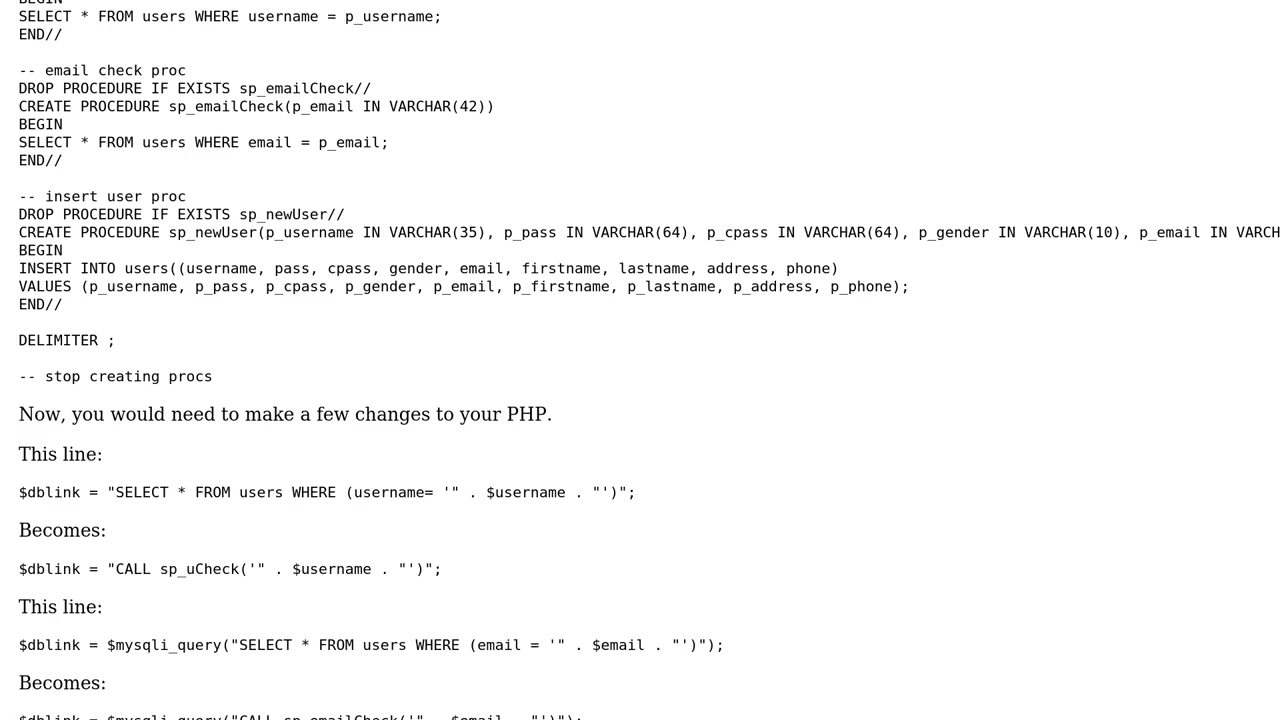 BEGIN
SELECT * FROM users WHERE username = p_username;
END//
-- email check proc
DROP PROCEDURE IF EXISTS sp_emailCheck//
CREATE PROCEDURE sp_emailCheck(p_email IN VARCHAR(42))
BEGIN
SELECT * FROM users WHERE email = p_email;
END//
-- insert user proc
DROP PROCEDURE IF EXISTS sp_newUser//
CREATE PROCEDURE sp_newUser(p_username IN VARCHAR(35), p_pass IN VARCHAR(64), p_cpass IN VARCHAR(64), p_gender IN VARCHAR(10), p_email IN VARCH
BEGIN
INSERT INTO users((username, pass, cpass, gender, email, firstname, lastname, address, phone)
VALUES (p_username, p_pass, p_cpass, p_gender, p_email, p_firstname, p_lastname, p_address, p_phone);
END//
DELIMITER ;
-- stop creating procs
Now, you would need to make a few changes to your PHP.
This line:
$dblink = "SELECT * FROM users WHERE (username= '" . $username . "')";
Becomes:
$dblink = "CALL sp_uCheck('" . $username . "')";
This line:
$dblink = $mysqli_query("SELECT * FROM users WHERE (email = '" . $email . "')");
Becomes:
$dblink = $mysqli_query("CALL sp_emailCheck('" . $email . "')");